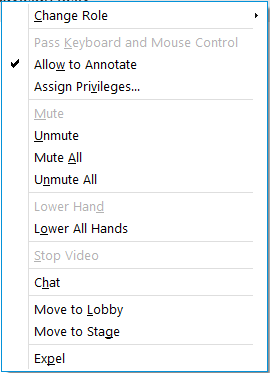 Change Role
Pass Keyboard and Mouse Control
Allow to Annotate
Assign Privileges...
Mute
Unmute
Mute All
Unmute All
Lower Hand
Lower All Hands
Stop Video
Chat
Move to Lobby
Move to Stage
Expel